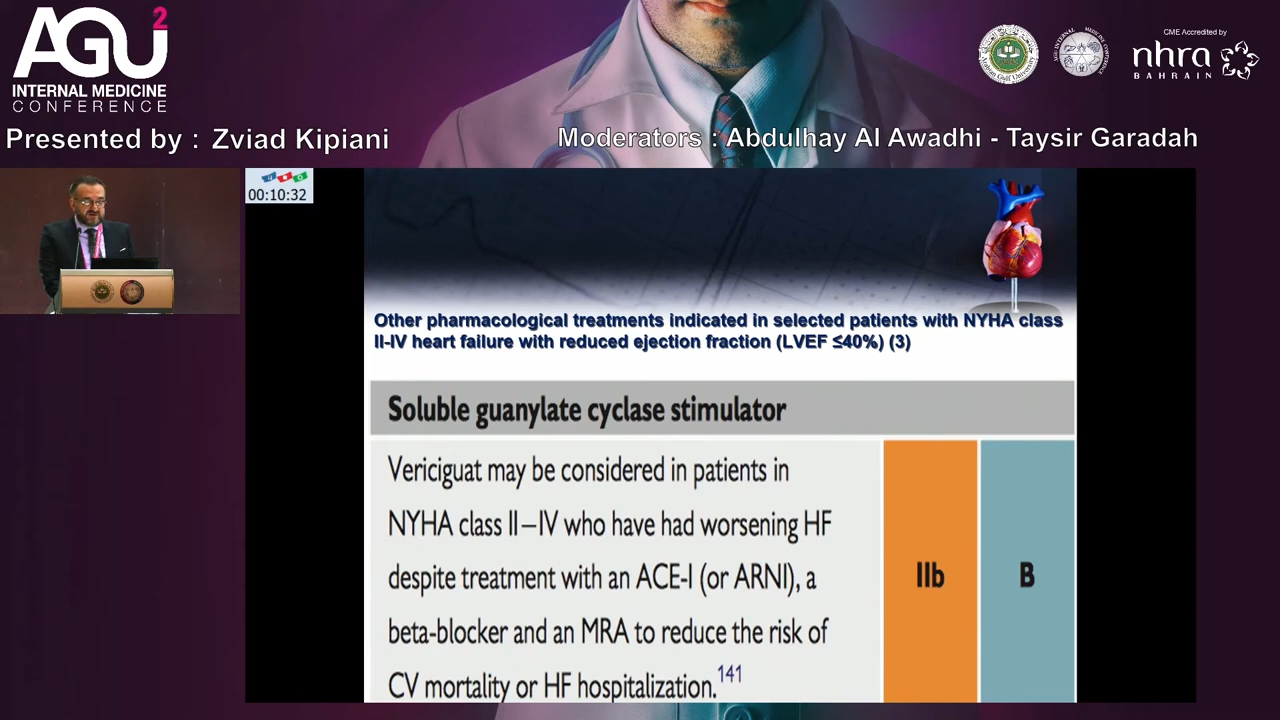 AGU2
INTERNAL MEDICINE
CONFERENCE
CME Accredited by
nhra
BAHRAIN
Presented by : Zviad Kipiani
Moderators : Abdulhay Al Awadhi - Taysir Garadah
00:10:32
Other pharmacological treatments indicated in selected patients with NYHA class
II-IV heart failure with reduced ejection fraction (LVEF ≤40%) (3)
Soluble guanylate cyclase stimulator
Vericiguat may be considered in patients in
NYHA class II–IV who have had worsening HF
despite treatment with an ACE-I (or ARNI), a
beta-blocker and an MRA to reduce the risk of
CV mortality or HF hospitalization.141
IIb
B